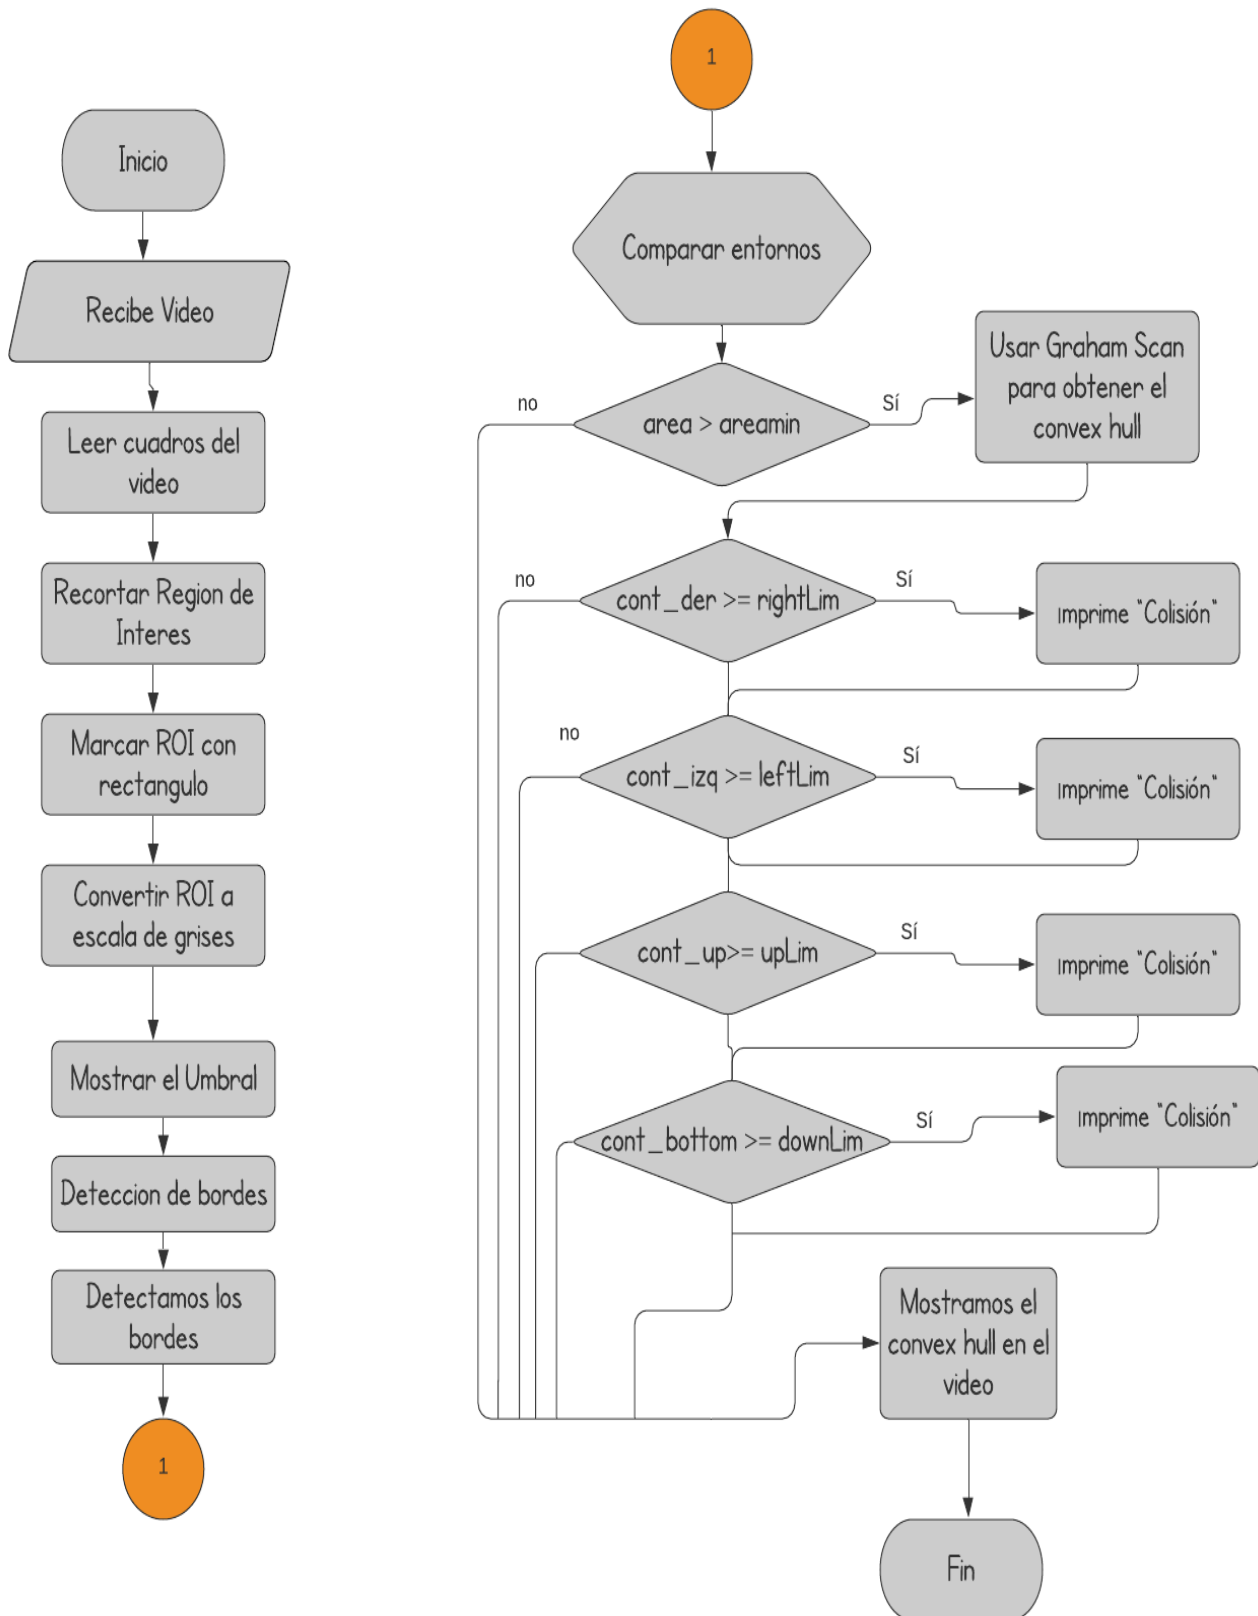 Inicio
Recibe Video
Leer cuadros del
video
Recortar Region de
Interes
Marcar ROI con
rectangulo
Convertir ROI a
escala de grises
Mostrar el Umbral
Deteccion de bordes
Detectamos los
bordes
1
1
Comparar entornos
area > areamin
no
Sí
Usar Graham Scan
para obtener el
convex hull
cont_der >= rightLim
no
Sí
imprime "Colisión"
cont_izq >= leftLim
no
Sí
imprime "Colisión"
cont_up>= upLim
Sí
imprime "Colisión"
cont_bottom >= downLim
Sí
imprime "Colisión"
Mostramos el
convex hull en el
video
Fin